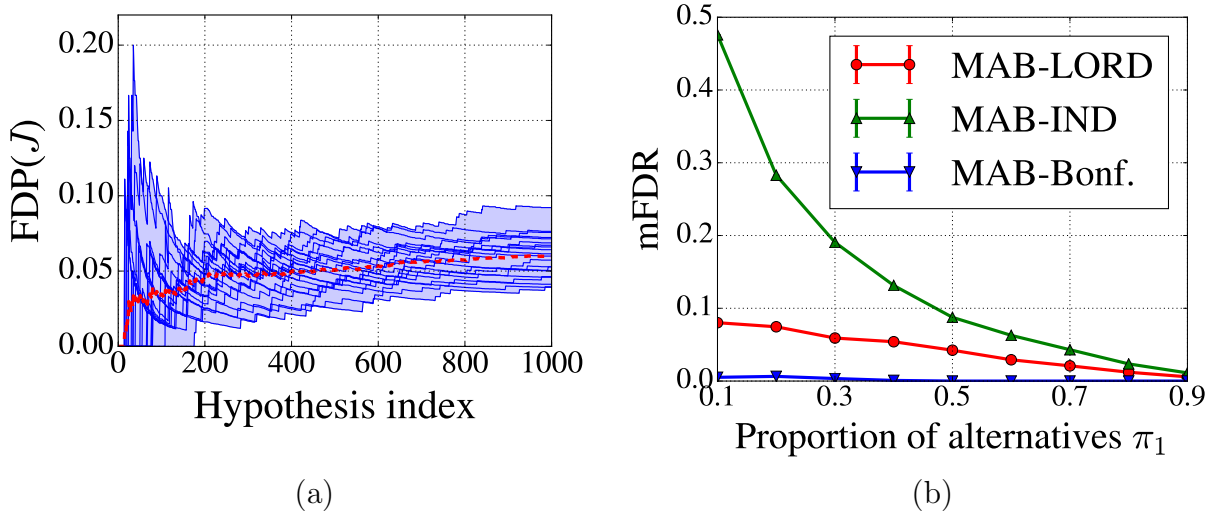 FDP(J)
0.20
0.15
0.10
0.05
0.00
0 200 400 600 800 1000
Hypothesis index
(a)
mFDR
0.5
0.4
0.3
0.2
0.1
0.0
0.1 0.3 0.5 0.7 0.9
Proportion of alternatives π₁
MAB-LORD
MAB-IND
MAB-Bonf.
(b)